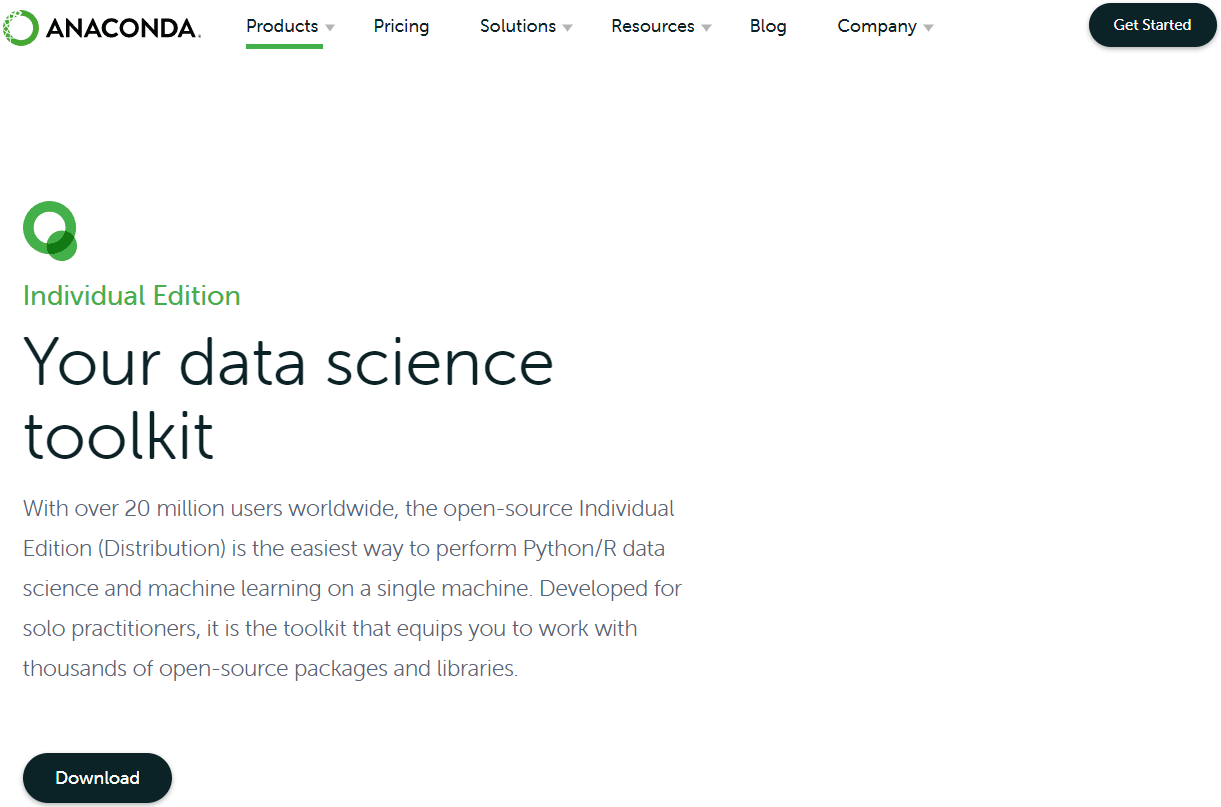 ANACONDA.
Products
Pricing
Solutions
Resources
Blog
Company
Get Started
Individual Edition
Your data science
toolkit
With over 20 million users worldwide, the open-source Individual
Edition (Distribution) is the easiest way to perform Python/R data
science and machine learning on a single machine. Developed for
solo practitioners, it is the toolkit that equips you to work with
thousands of open-source packages and libraries.
Download